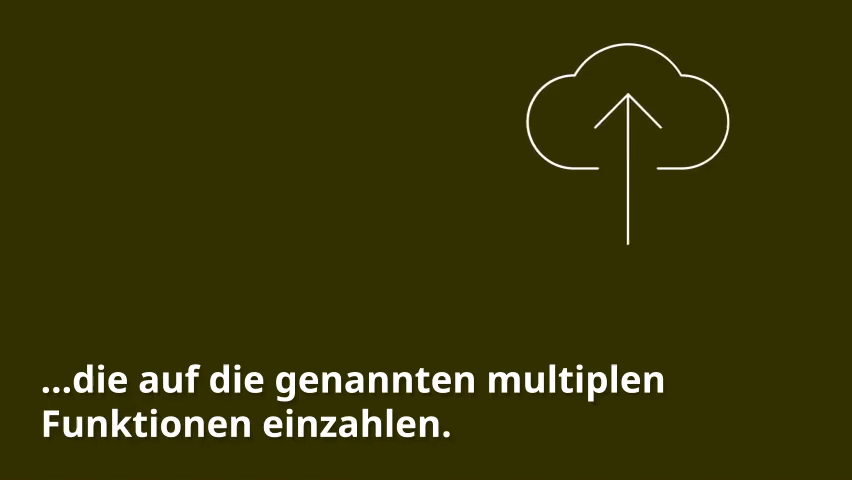 ...die auf die genannten multiplen
Funktionen einzahlen.